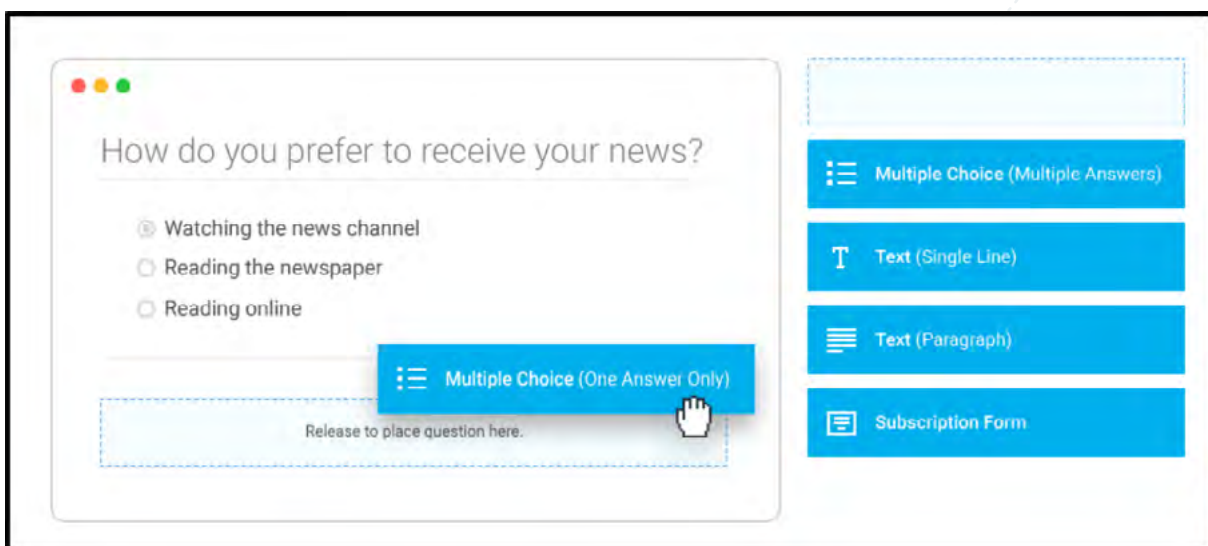 How do you prefer to receive your news?
Watching the news channel
Reading the newspaper
Reading online
Multiple Choice (One Answer Only)
Release to place question here.
Multiple Choice (Multiple Answers)
Text (Single Line)
Text (Paragraph)
Subscription Form